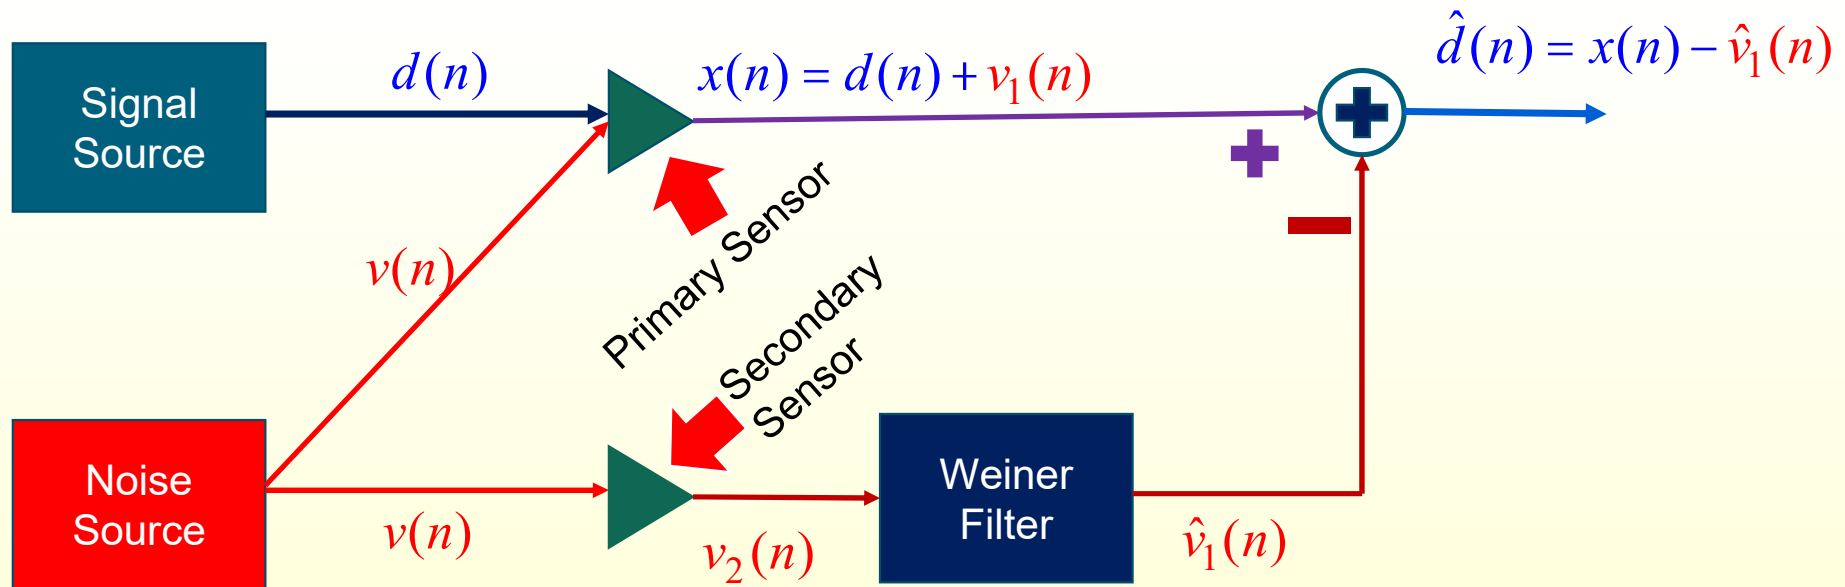 Signal
Source
d(n)
x(n) = d(n) + v₁(n)
d̂(n) = x(n) − v̂₁(n)
v(n)
Primary Sensor
Secondary
Sensor
Noise
Source
v(n)
v₂(n)
Weiner
Filter
v̂₁(n)